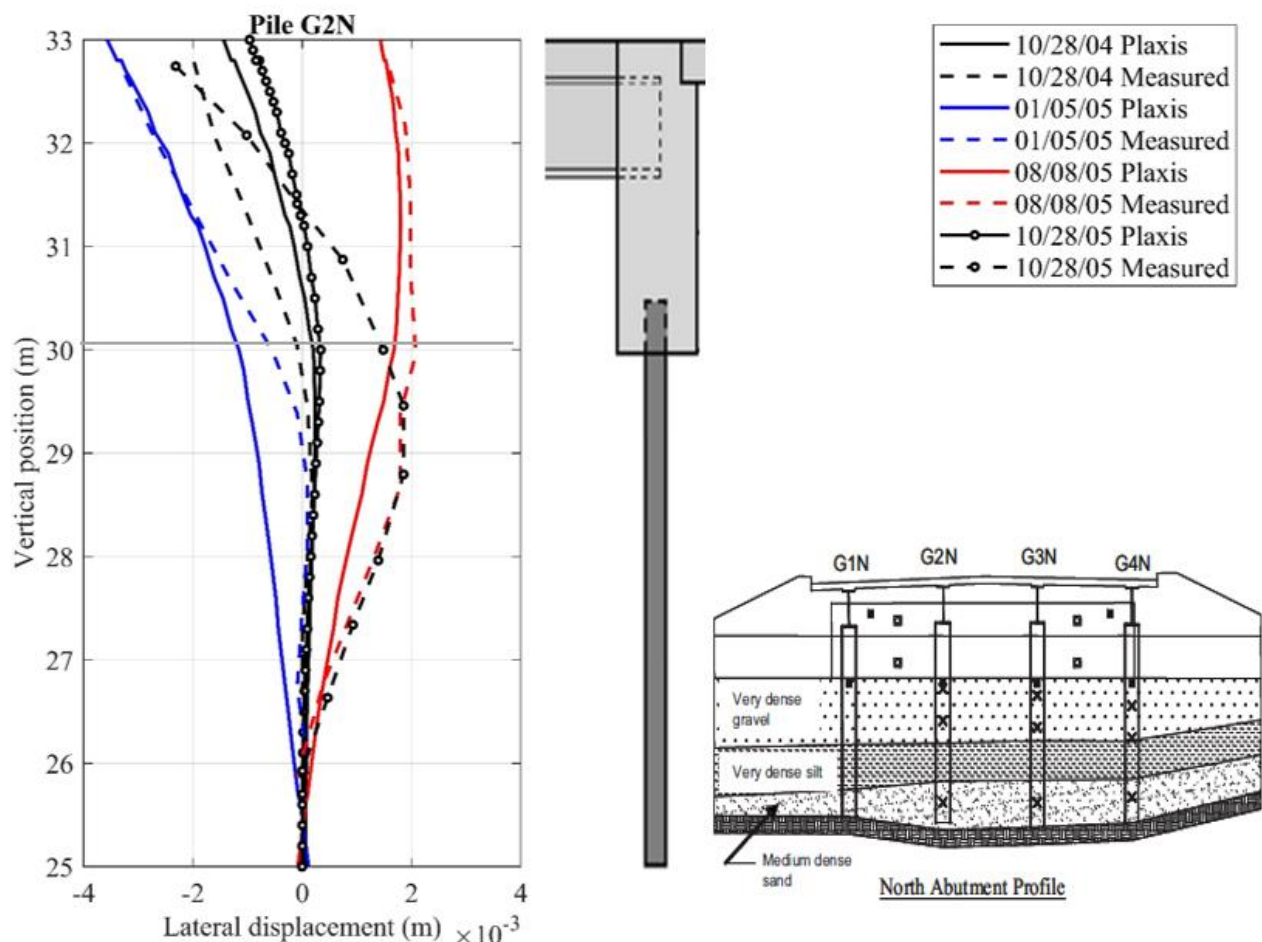 Pile G2N
33
32
31
30
29
28
27
26
25
Vertical position (m)
-4
-2
0
2
4
Lateral displacement (m)
×10⁻³
10/28/04 Plaxis
10/28/04 Measured
01/05/05 Plaxis
01/05/05 Measured
08/08/05 Plaxis
08/08/05 Measured
10/28/05 Plaxis
10/28/05 Measured
G1N
G2N
G3N
G4N
Very dense
gravel
Very dense silt
Medium dense
sand
North Abutment Profile